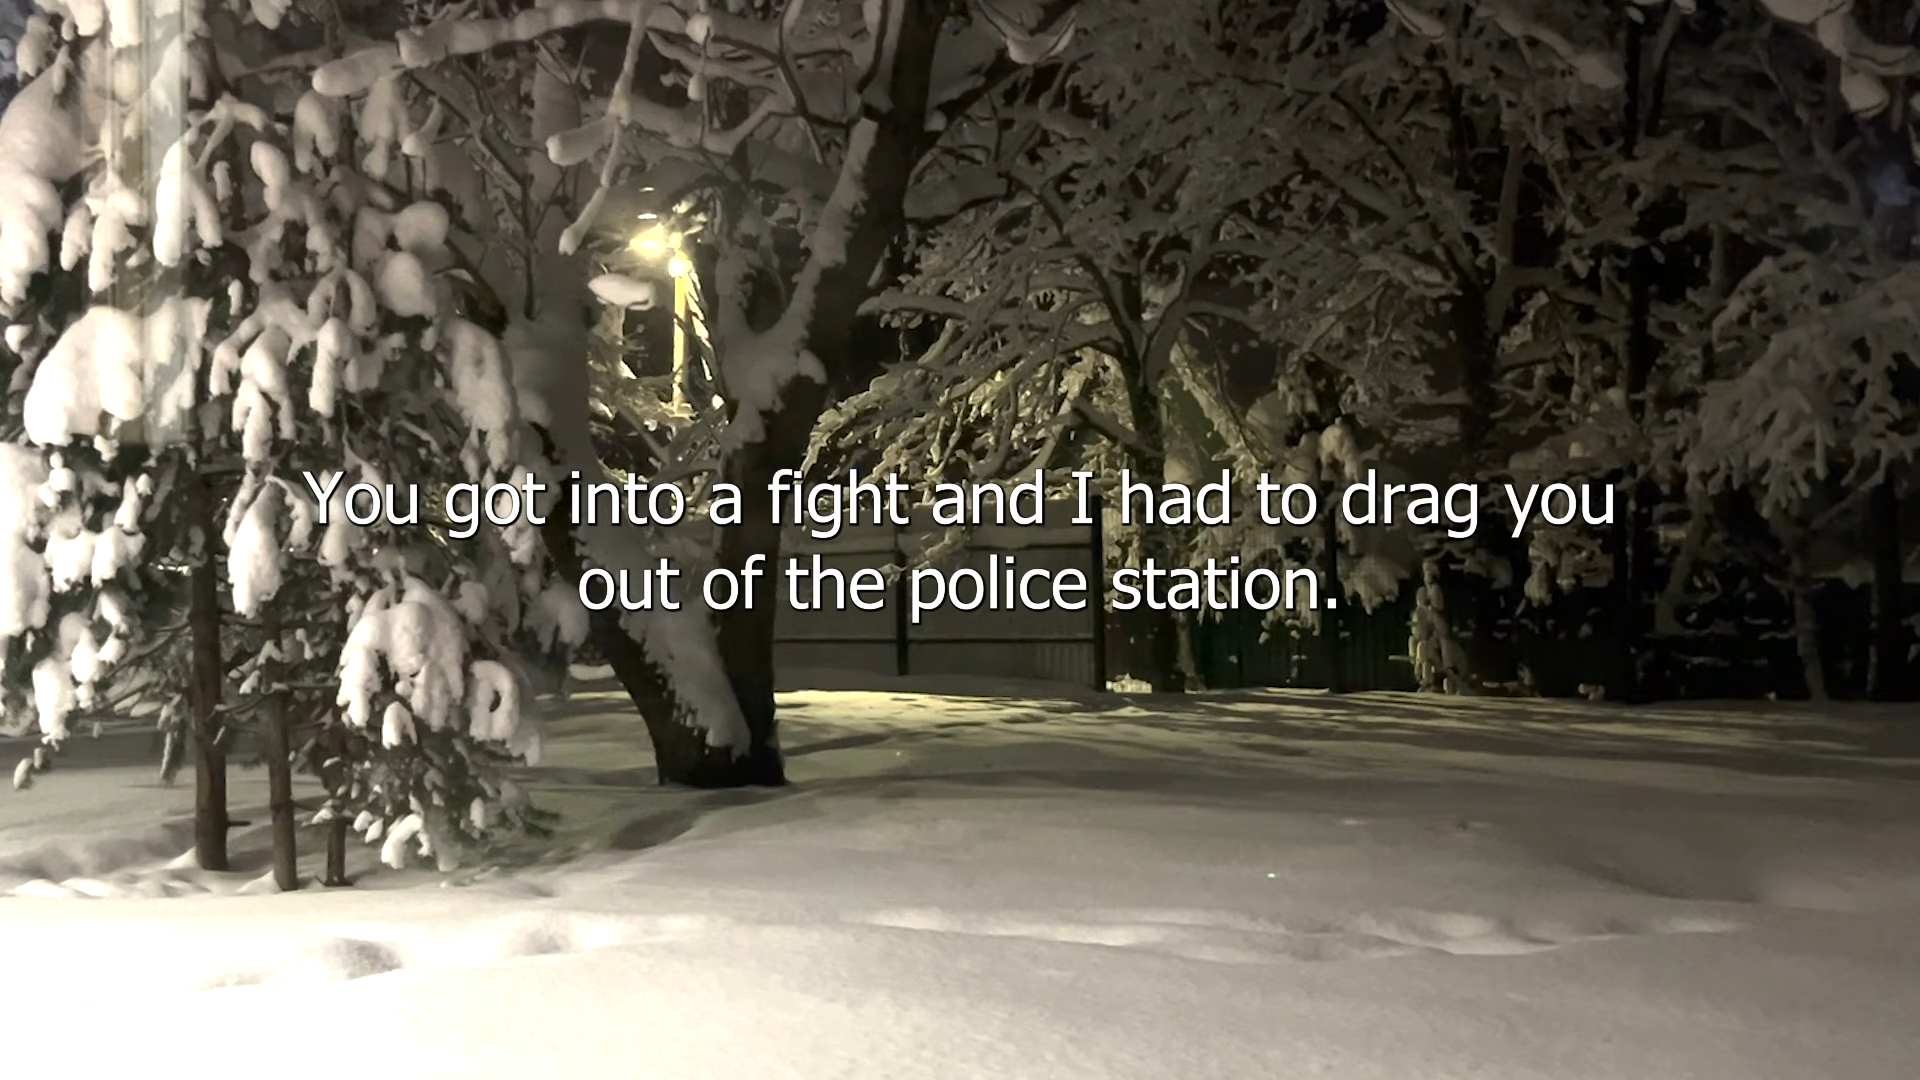 You got into a fight and I had to drag you
out of the police station.